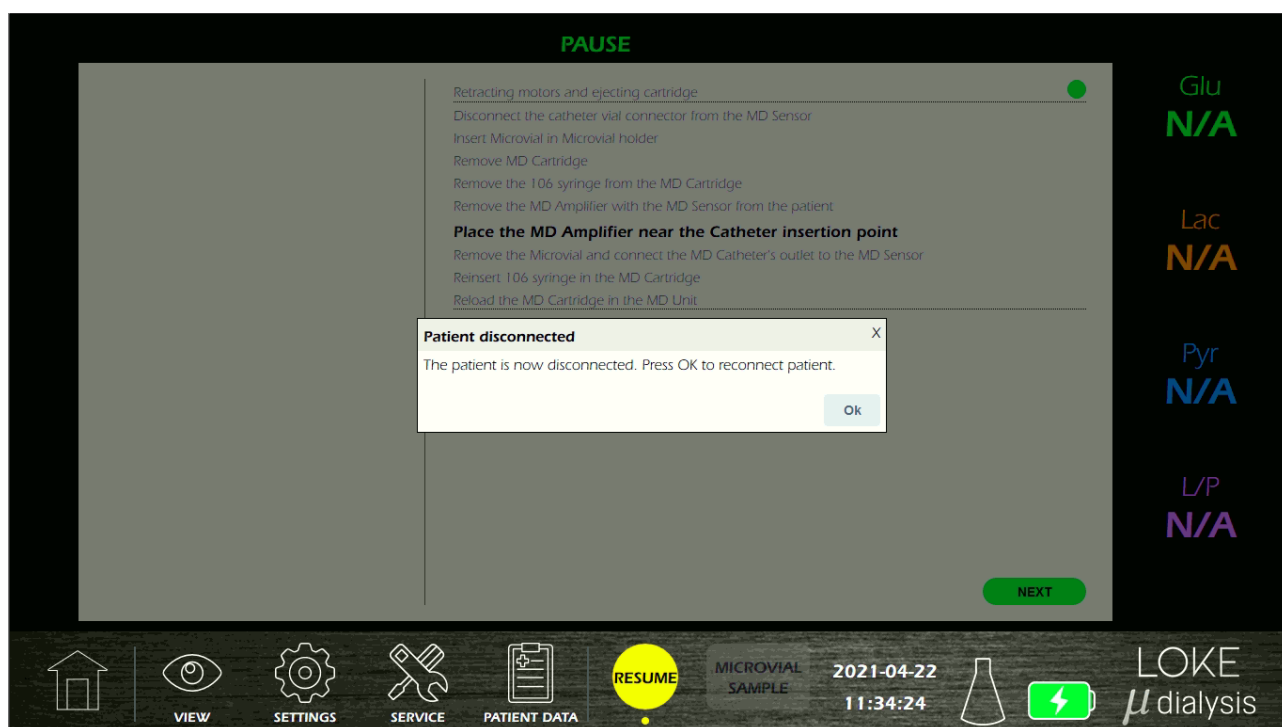 PAUSE
Retracting motors and ejecting cartridge
Disconnect the catheter vial connector from the MD Sensor
Insert Microvial in Microvial holder
Remove MD Cartridge
Remove the 106 syringe from the MD Cartridge
Remove the MD Amplifier with the MD Sensor from the patient
Place the MD Amplifier near the Catheter insertion point
Remove the Microvial and connect the MD Catheter's outlet to the MD Sensor
Reinsert 106 syringe in the MD Cartridge
Reload the MD Cartridge in the MD Unit
Patient disconnected X
The patient is now disconnected. Press OK to reconnect patient.
Ok
NEXT
Glu
N/A
Lac
N/A
Pyr
N/A
L/P
N/A
VIEW
SETTINGS
SERVICE
PATIENT DATA
RESUME
MICROVIAL
SAMPLE
2021-04-22
11:34:24
LOKE
μ dialysis